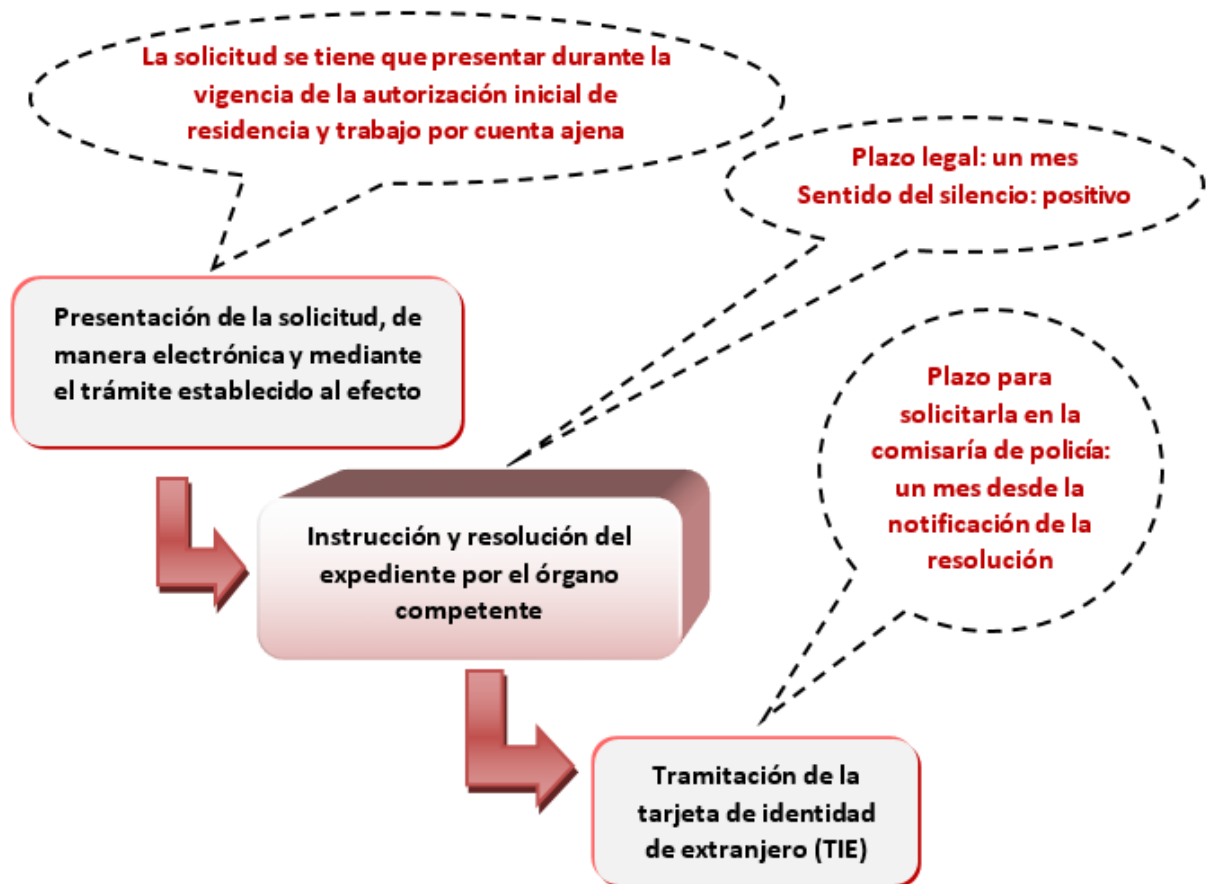 La solicitud se tiene que presentar durante la
vigencia de la autorización inicial de
residencia y trabajo por cuenta ajena
Plazo legal: un mes
Sentido del silencio: positivo
Presentación de la solicitud, de
manera electrónica y mediante
el trámite establecido al efecto
Plazo para
solicitarla en la
comisaría de policía:
un mes desde la
notificación de la
resolución
Instrucción y resolución del
expediente por el órgano
competente
Tramitación de la
tarjeta de identidad
de extranjero (TIE)